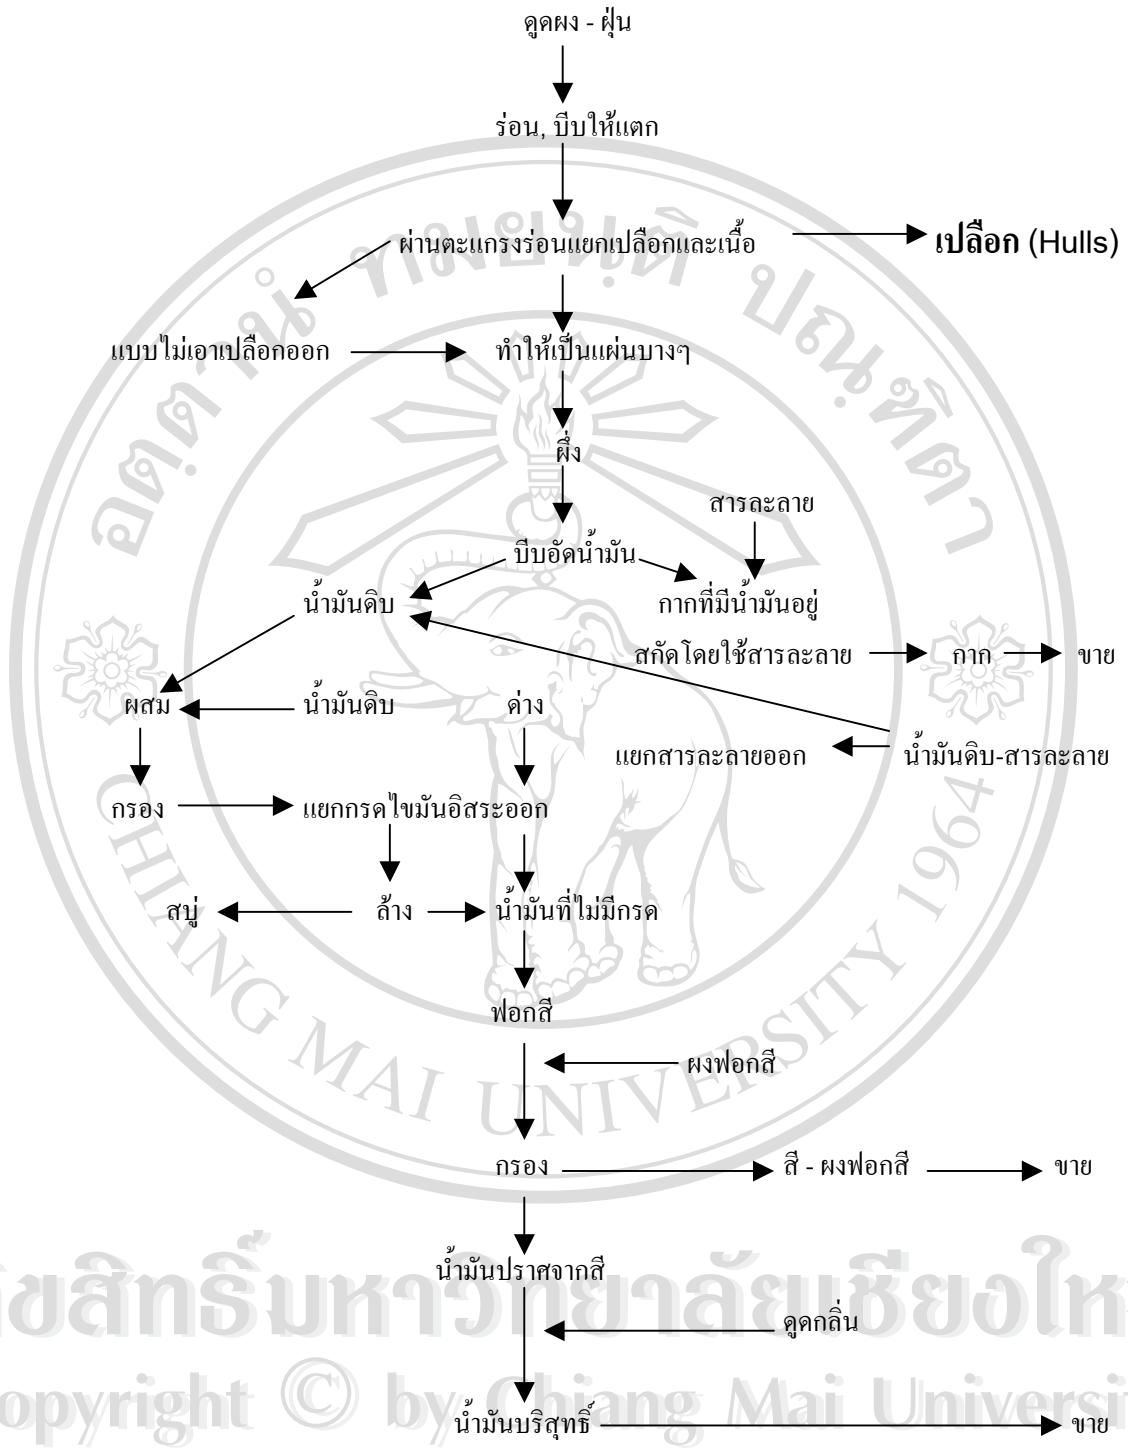 ดูดผง - ฝุ่น
ร่อน, บีบให้แตก
ผ่านตะแกรงร่อนแยกเปลือกและเนื้อ
เปลือก (Hulls)
แบบไม่เอาเปลือกออก
ทำให้เป็นแผ่นบางๆ
ผึ่ง
สารละลาย
บีบอัดน้ำมัน
น้ำมันดิบ
กากที่มีน้ำมันอยู่
สกัดโดยใช้สารละลาย
กาก
ขาย
ผสม
น้ำมันดิบ
ด่าง
แยกสารละลายออก
น้ำมันดิบ-สารละลาย
กรอง
แยกกรดไขมันอิสระออก
สบู่
ล้าง
น้ำมันที่ไม่มีกรด
ฟอกสี
ผงฟอกสี
กรอง
สี - ผงฟอกสี
ขาย
น้ำมันปราศจากสี
ดูดกลิ่น
น้ำมันบริสุทธิ์
ขาย
CHIANG MAI UNIVERSITY 1964
สิทธิ์มหาวิทยาลัยเชียงให
opyright © by Chiang Mai Universi